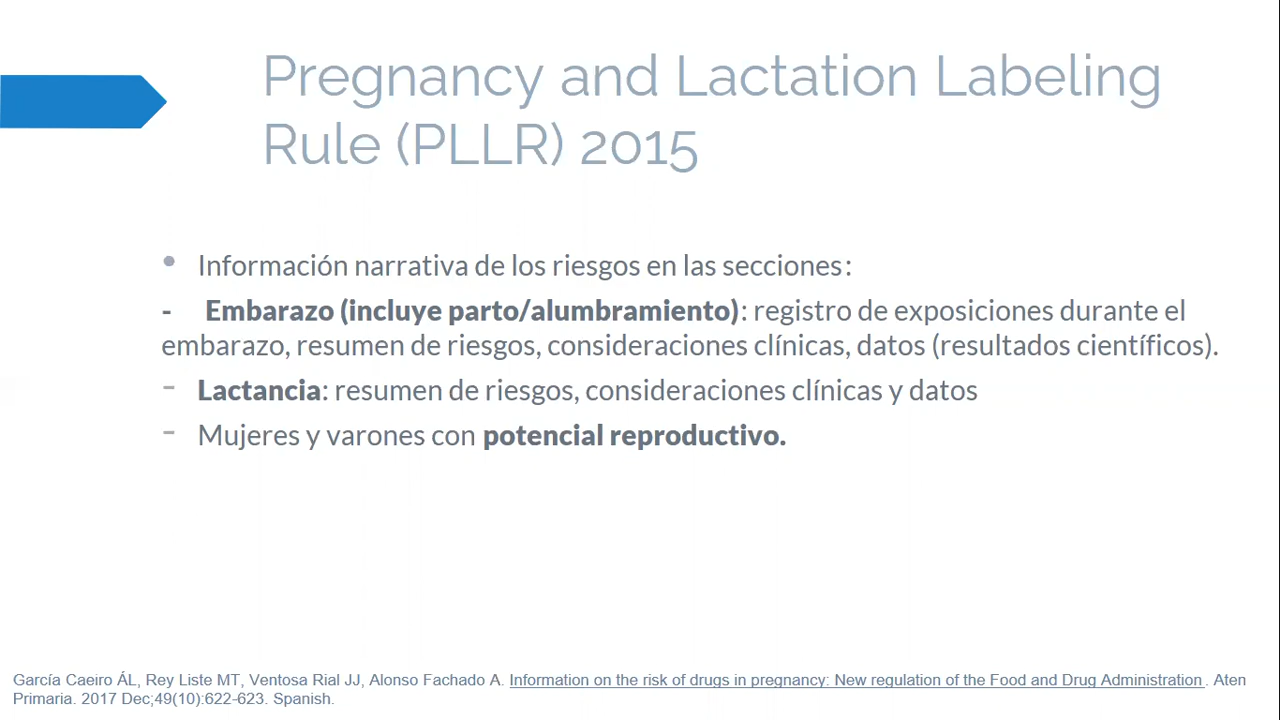 Pregnancy and Lactation Labeling
Rule (PLLR) 2015
• Información narrativa de los riesgos en las secciones:
- Embarazo (incluye parto/alumbramiento): registro de exposiciones durante el
embarazo, resumen de riesgos, consideraciones clínicas, datos (resultados científicos).
- Lactancia: resumen de riesgos, consideraciones clínicas y datos
- Mujeres y varones con potencial reproductivo.
García Caeiro ÁL, Rey Liste MT, Ventosa Rial JJ, Alonso Fachado A. Information on the risk of drugs in pregnancy: New regulation of the Food and Drug Administration . Aten
Primaria. 2017 Dec;49(10):622-623. Spanish.